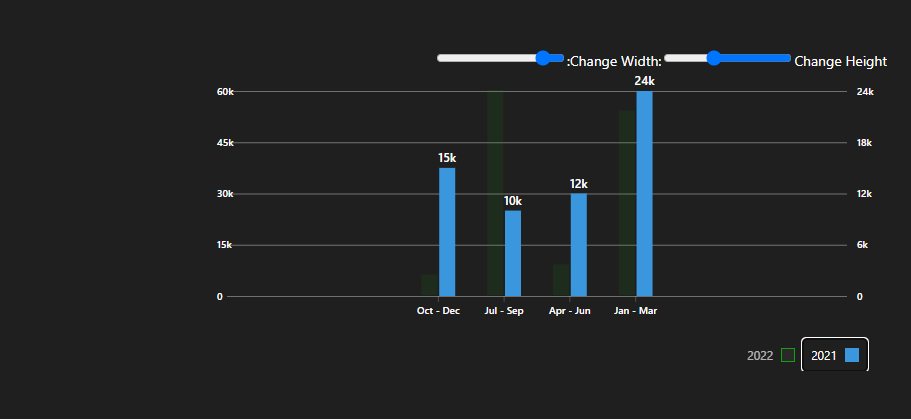 :Change Width: Change Height
24k
60k 24k
15k
45k 18k
12k
30k 10k 12k
15k 6k
0 0
Oct - Dec Jul - Sep Apr - Jun Jan - Mar
2022 2021